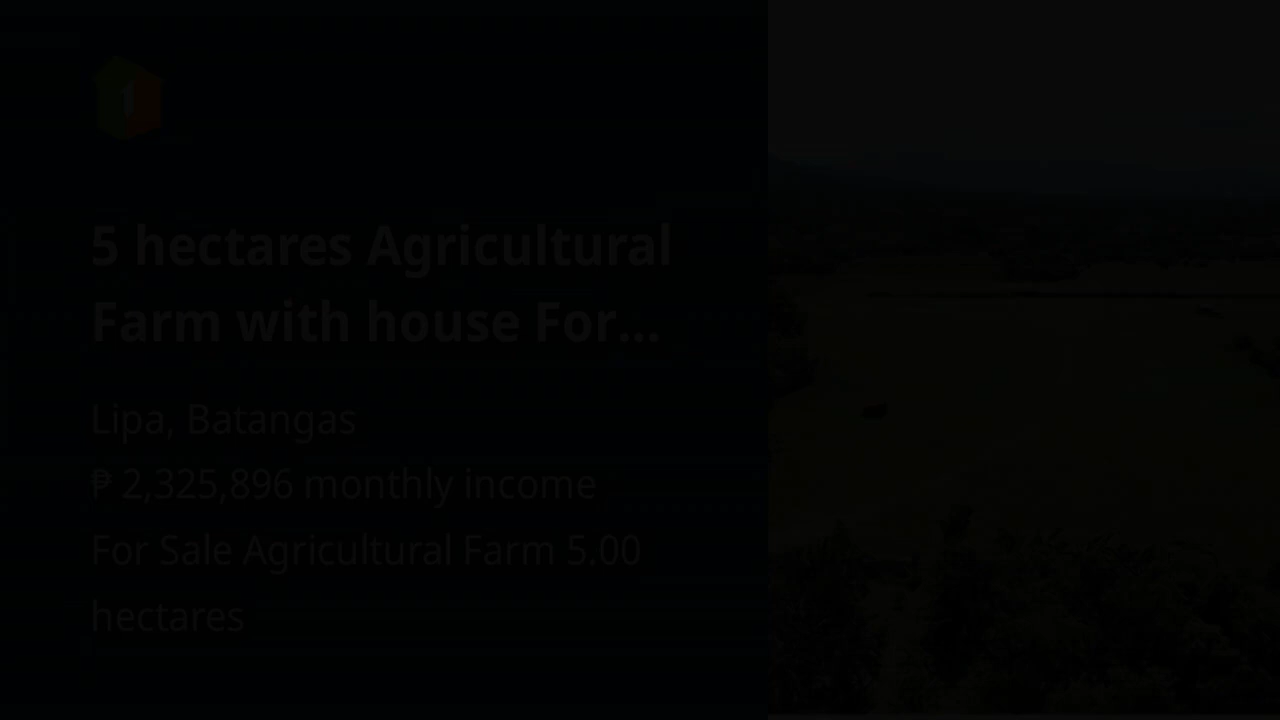 1
5 hectares Agricultural
Farm with house For...
Lipa, Batangas
₱ 2,325,896 monthly income
For Sale Agricultural Farm 5.00
hectares